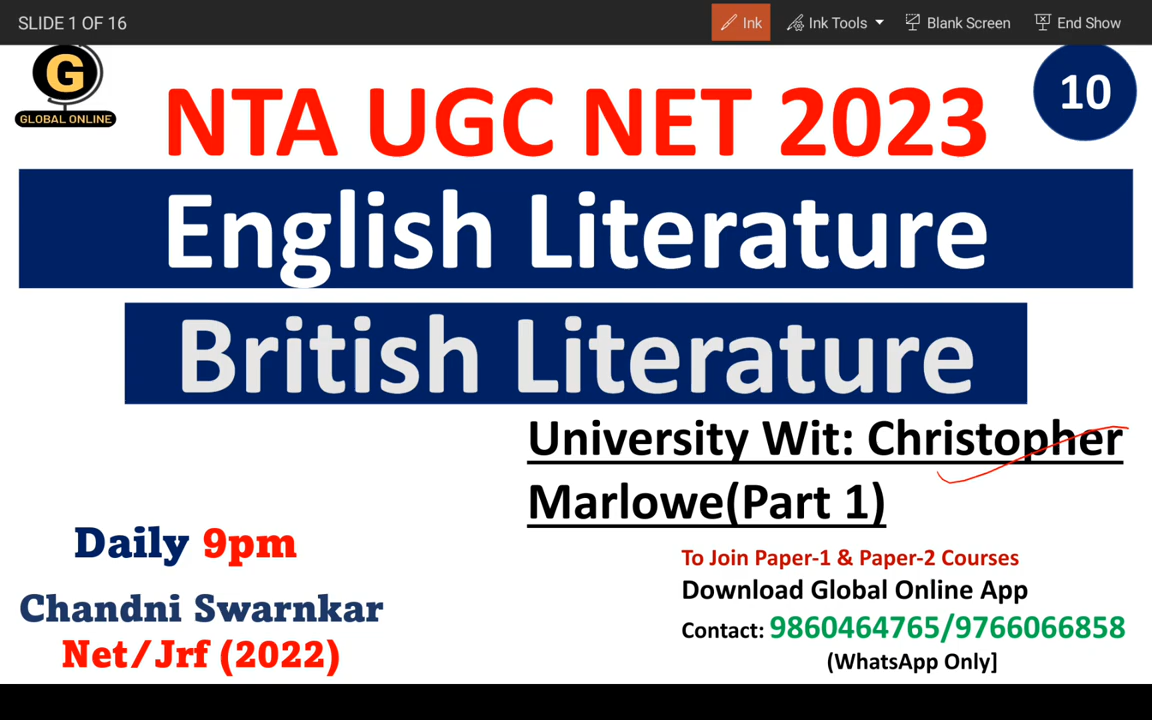 SLIDE 1 OF 16
Ink
Ink Tools
Blank Screen
End Show
G
GLOBAL ONLINE
NTA UGC NET 2023
10
English Literature
British Literature
University Wit: Christopher
Marlowe(Part 1)
Daily 9pm
Chandni Swarnkar
Net/Jrf (2022)
To Join Paper-1 & Paper-2 Courses
Download Global Online App
Contact: 9860464765/9766066858
(WhatsApp Only]